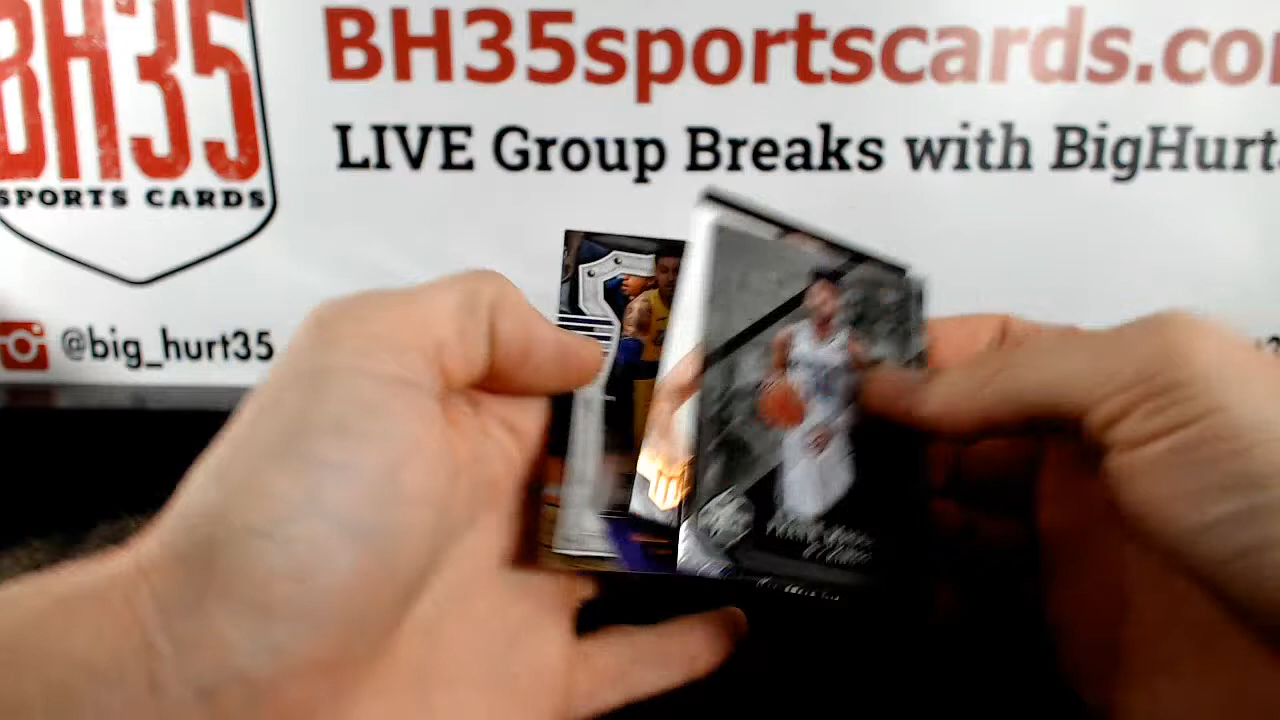 BH35
SPORTS CARDS
@big_hurt35
BH35sportscards.co
LIVE Group Breaks with BigHurt